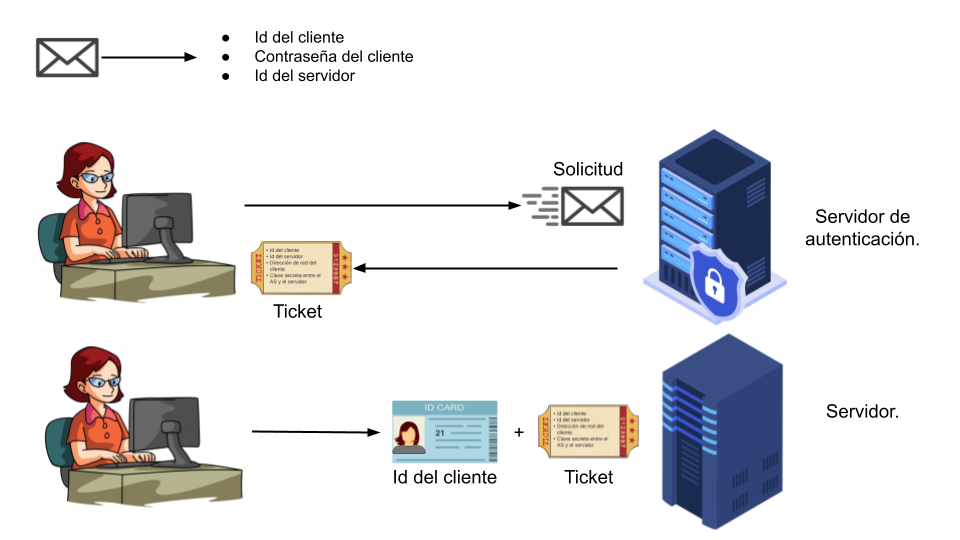 ● Id del cliente
● Contraseña del cliente
● Id del servidor
Solicitud
Servidor de
autenticación.
TICKET
• Id del cliente
• Id del servidor
• Dirección de red del
cliente
• Clave secreta entre el
AS y el servidor
Ticket
ID CARD
21
Id del cliente
+
TICKET
• Id del cliente
• Id del servidor
• Dirección de red del
cliente
• Clave secreta entre el
AS y el servidor
Ticket
Servidor.